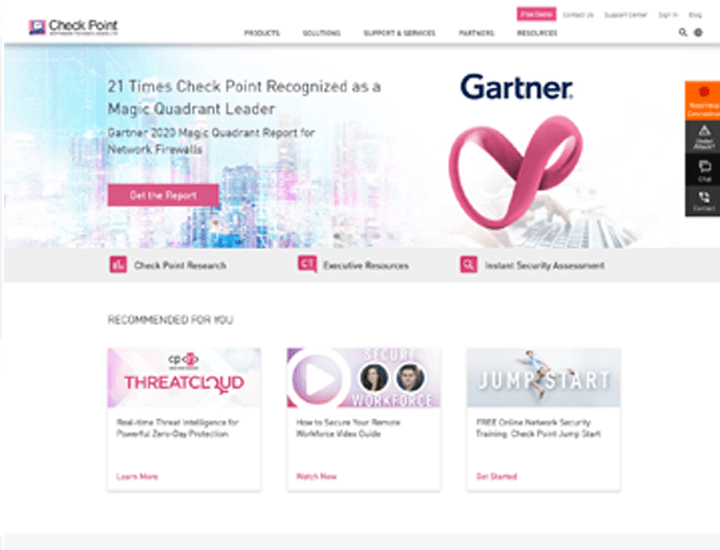 Check Point
SOFTWARE TECHNOLOGIES LTD
Free Demo
Contact Us
Support Center
Sign In
Blog
PRODUCTS
SOLUTIONS
SUPPORT & SERVICES
PARTNERS
RESOURCES
21 Times Check Point Recognized as a
Magic Quadrant Leader
Gartner 2020 Magic Quadrant Report for
Network Firewalls
Get the Report
Gartner
Under
Attack?
Chat
Contact
Check Point Research
Executive Resources
Instant Security Assessment
RECOMMENDED FOR YOU
THREATCLOUD
Real-time Threat Intelligence for
Powerful Zero-Day Protection
Learn More
SECURE
WORKFORCE
How to Secure Your Remote
Workforce Video Guide
Watch Now
JUMP START
FREE Online Network Security
Training Check Point Jump Start
Get Started